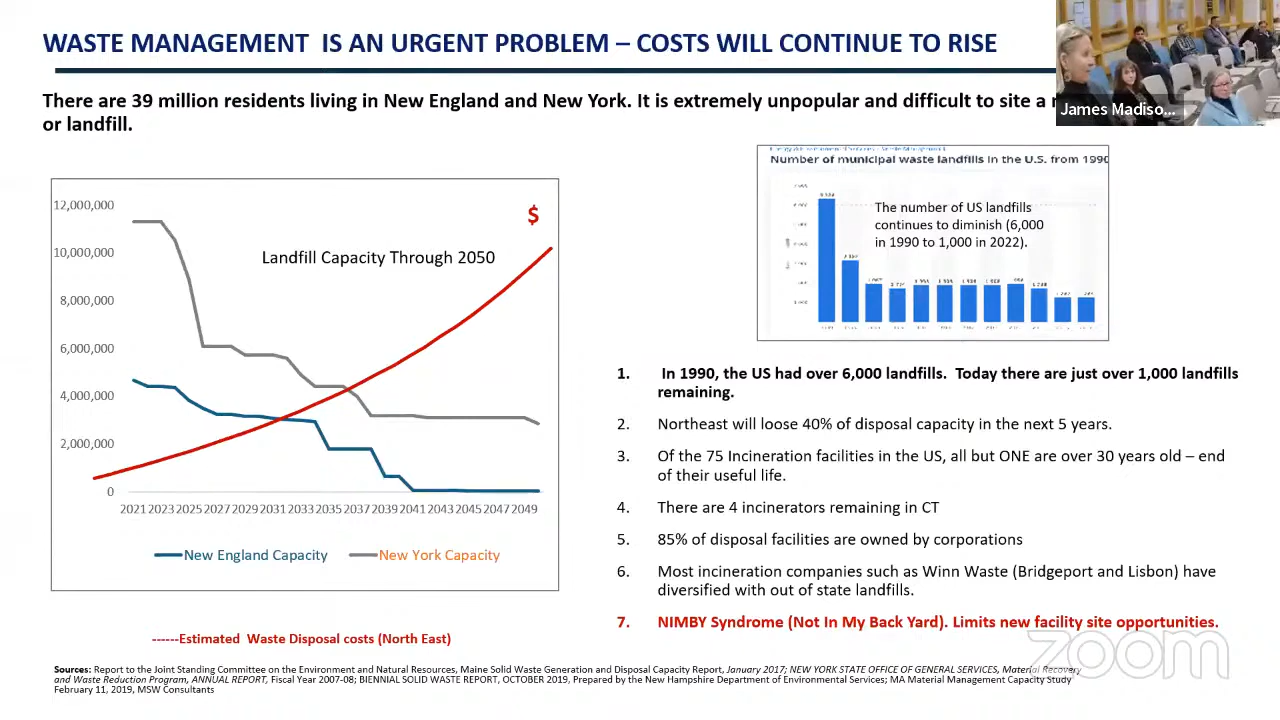 WASTE MANAGEMENT IS AN URGENT PROBLEM – COSTS WILL CONTINUE TO RISE
James Madiso...
There are 39 million residents living in New England and New York. It is extremely unpopular and difficult to site a
or landfill.
Number of municipal waste landfills in the U.S. from 1990
The number of US landfills
continues to diminish (6,000
in 1990 to 1,000 in 2022).
$
Landfill Capacity Through 2050
12,000,000
10,000,000
8,000,000
6,000,000
4,000,000
2,000,000
0
2021 2023 2025 2027 2029 2031 2033 2035 2037 2039 2041 2043 2045 2047 2049
New England Capacity New York Capacity
------Estimated Waste Disposal costs (North East)
1. In 1990, the US had over 6,000 landfills. Today there are just over 1,000 landfills
remaining.
2. Northeast will loose 40% of disposal capacity in the next 5 years.
3. Of the 75 Incineration facilities in the US, all but ONE are over 30 years old – end
of their useful life.
4. There are 4 incinerators remaining in CT
5. 85% of disposal facilities are owned by corporations
6. Most incineration companies such as Winn Waste (Bridgeport and Lisbon) have
diversified with out of state landfills.
7. NIMBY Syndrome (Not In My Back Yard). Limits new facility site opportunities.
zoom
Sources: Report to the Joint Standing Committee on the Environment and Natural Resources, Maine Solid Waste Generation and Disposal Capacity Report, January 2017; NEW YORK STATE OFFICE OF GENERAL SERVICES, Material Recovery
and Waste Reduction Program, ANNUAL REPORT, Fiscal Year 2007-08; BIENNIAL SOLID WASTE REPORT, OCTOBER 2019, Prepared by the New Hampshire Department of Environmental Services; MA Material Management Capacity Study
February 11, 2019, MSW Consultants